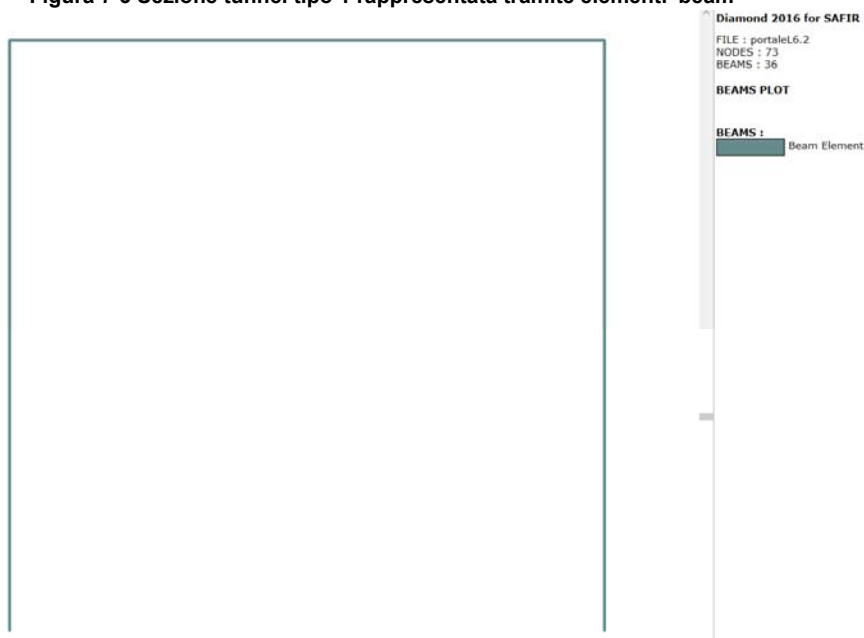 Figura 7-6 Sezione tunnel tipo 1 rappresentata tramite elementi "beam"
Diamond 2016 for SAFIR
FILE : portaleL6.2
NODES : 73
BEAMS : 36
BEAMS PLOT
BEAMS :
Beam Element